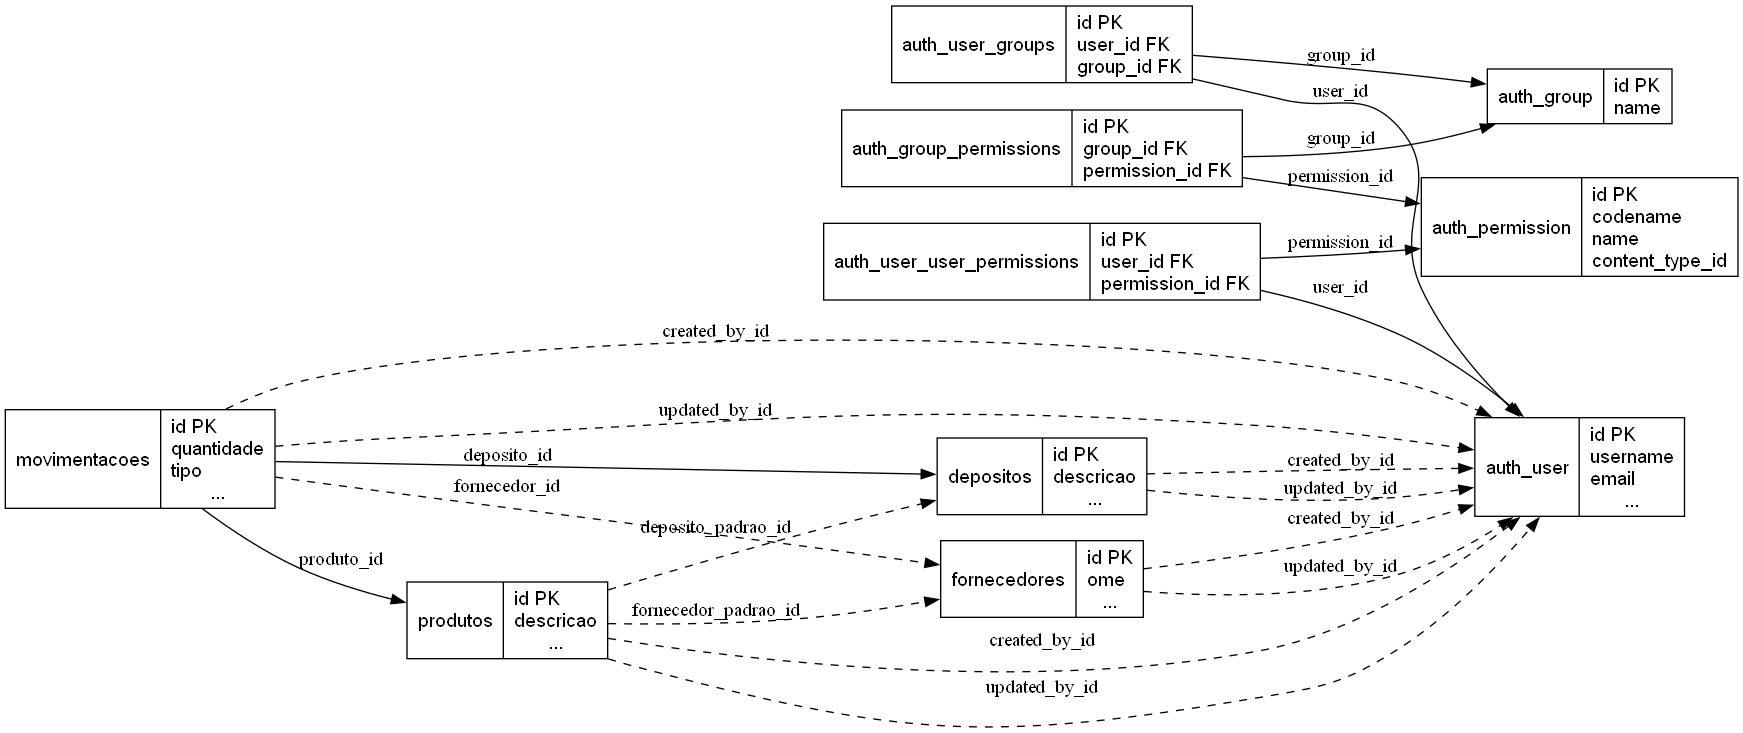 auth_user_groups
id PK
user_id FK
group_id FK
group_id
user_id
auth_group
id PK
name
auth_group_permissions
id PK
group_id FK
permission_id FK
group_id
permission_id
auth_permission
id PK
codename
name
content_type_id
auth_user_user_permissions
id PK
user_id FK
permission_id FK
permission_id
user_id
created_by_id
movimentacoes
id PK
quantidade
tipo
...
updated_by_id
deposito_id
fornecedor_id
produto_id
depositos
id PK
descricao
...
created_by_id
updated_by_id
auth_user
id PK
username
email
...
deposito_padrao_id
fornecedores
id PK
ome
...
created_by_id
updated_by_id
produtos
id PK
descricao
...
fornecedor_padrao_id
created_by_id
updated_by_id